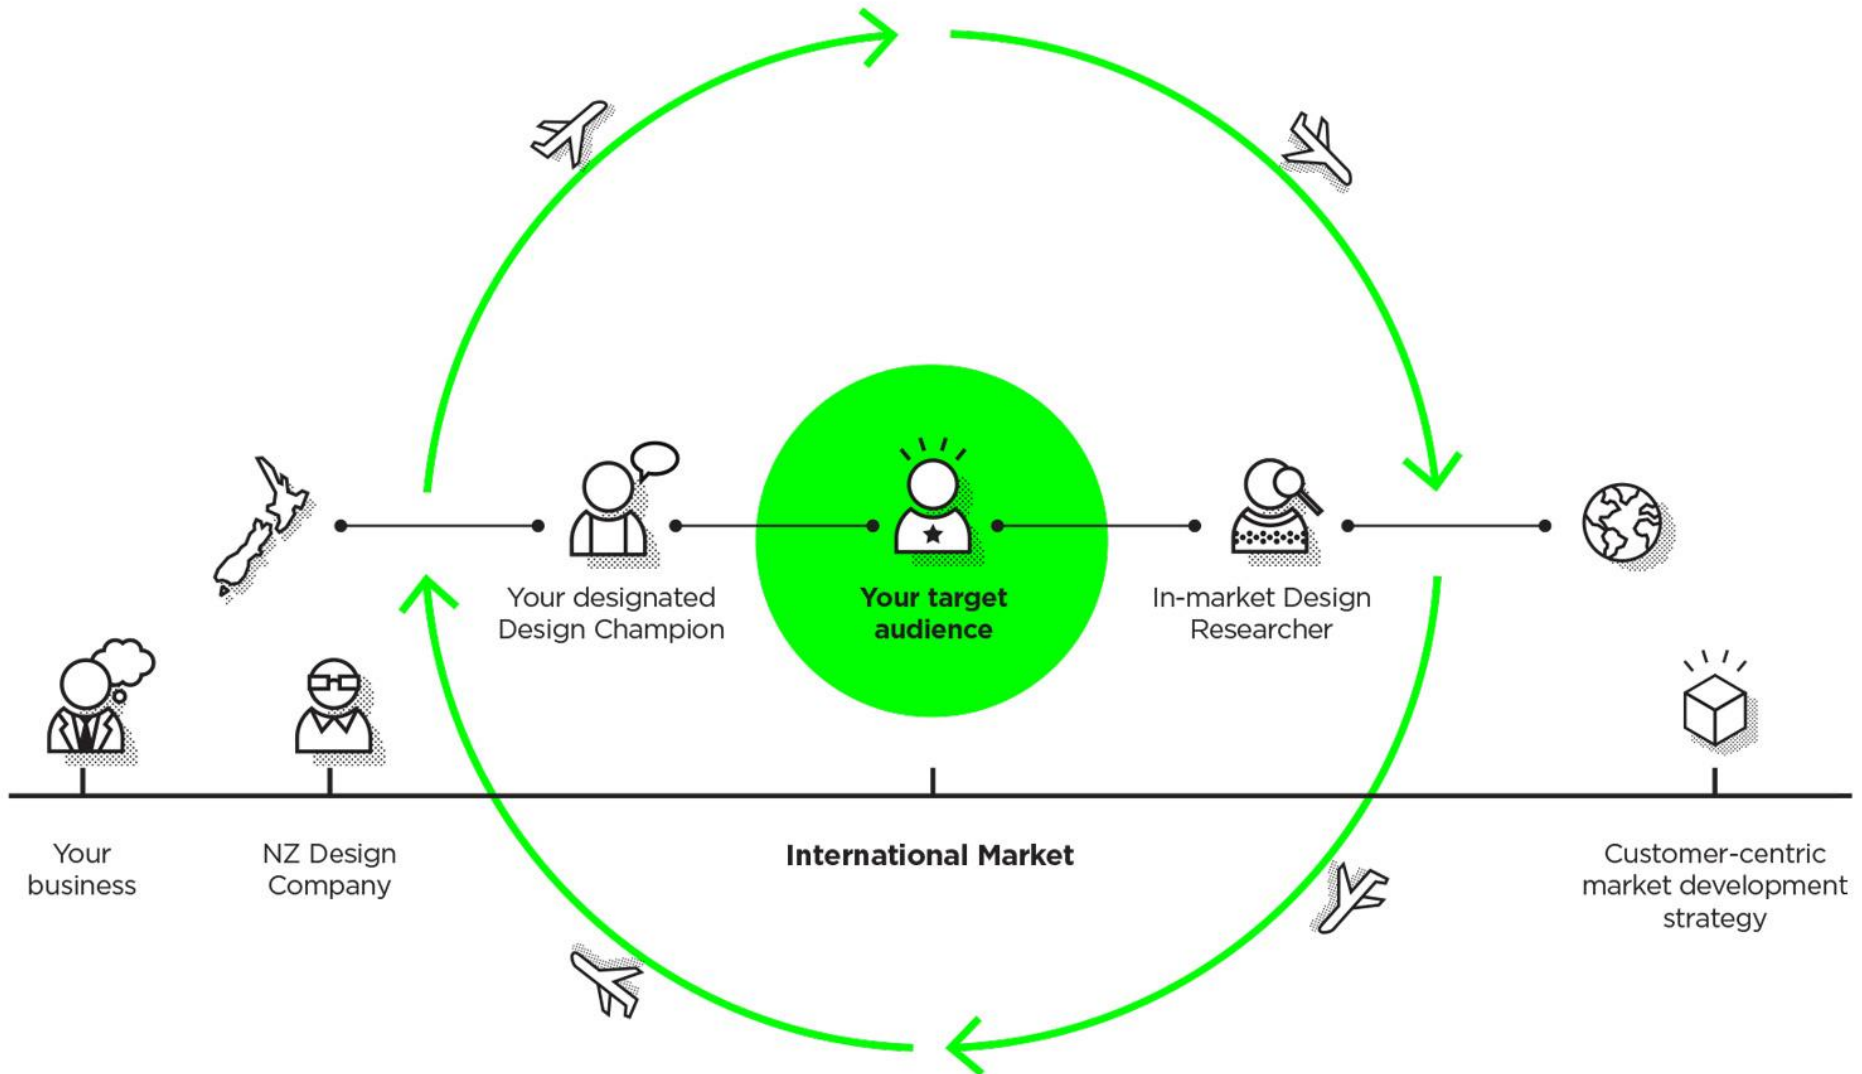 Your designated
Design Champion
Your target
audience
In-market Design
Researcher
Your
business
NZ Design
Company
International Market
Customer-centric
market development
strategy